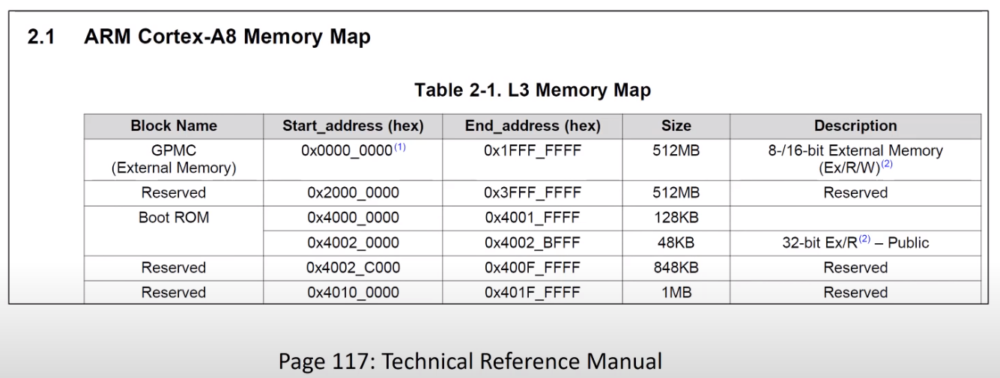 2.1 ARM Cortex-A8 Memory Map
Table 2-1. L3 Memory Map
Block Name Start_address (hex) End_address (hex) Size Description
GPMC 0x0000_0000(1) 0x1FFF_FFFF 512MB 8-/16-bit External Memory
(External Memory) (Ex/R/W)(2)
Reserved 0x2000_0000 0x3FFF_FFFF 512MB Reserved
Boot ROM 0x4000_0000 0x4001_FFFF 128KB
0x4002_0000 0x4002_BFFF 48KB 32-bit Ex/R(2) – Public
Reserved 0x4002_C000 0x400F_FFFF 848KB Reserved
Reserved 0x4010_0000 0x401F_FFFF 1MB Reserved
Page 117: Technical Reference Manual